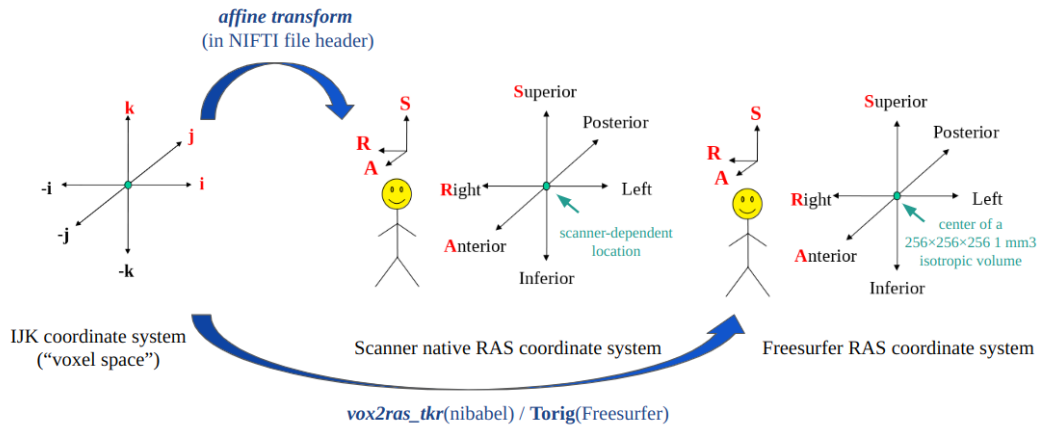 affine transform
(in NIFTI file header)
k
j
i
-i
-j
-k
IJK coordinate system
(“voxel space”)
S
R
A
Superior
Posterior
Right
Left
scanner-dependent
location
Anterior
Inferior
Scanner native RAS coordinate system
S
R
A
Superior
Posterior
Right
Left
center of a
256×256×256 1 mm3
isotropic volume
Anterior
Inferior
Freesurfer RAS coordinate system
vox2ras_tkr(nibabel) / Torig(Freesurfer)